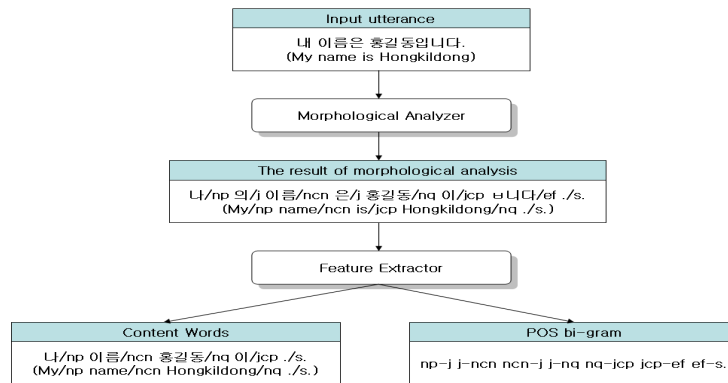 Input utterance
내 이름은 홍길동입니다.
(My name is Hongkildong)
Morphological Analyzer
The result of morphological analysis
나/np 의/j 이름/ncn 은/j 홍길동/nq 이/jcp ㅂ니다/ef ./s.
(My/np name/ncn is/jcp Hongkildong/nq ./s.)
Feature Extractor
Content Words
나/np 이름/ncn 홍길동/nq 이/jcp ./s.
(My/np name/ncn Hongkildong/nq ./s.)
POS bi-gram
np-j j-ncn ncn-j j-nq nq-jcp jcp-ef ef-s.